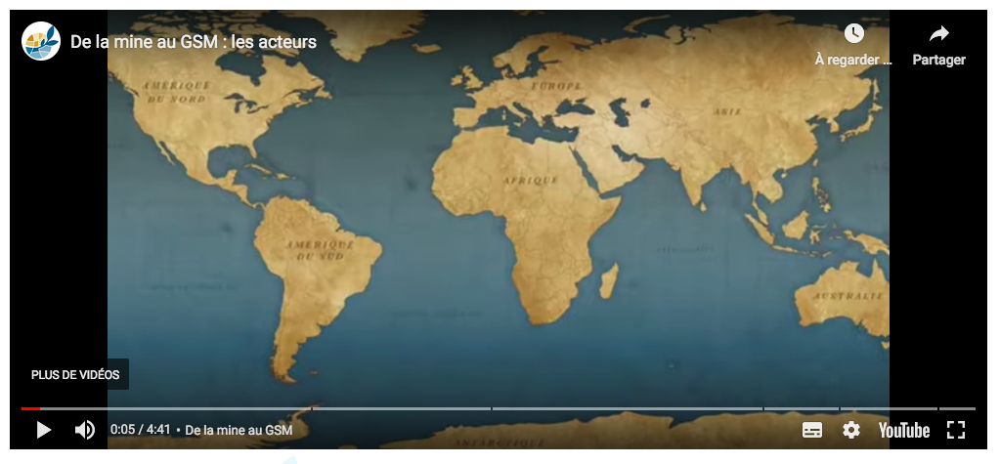 De la mine au GSM : les acteurs
À regarder ...
Partager
AMÉRIQUE
DU NORD
EUROPE
ASIE
AFRIQUE
AMÉRIQUE
DU SUD
AUSTRALIE
PLUS DE VIDÉOS
0:05 / 4:41 • De la mine au GSM
YouTube
ANTARCTIQUE